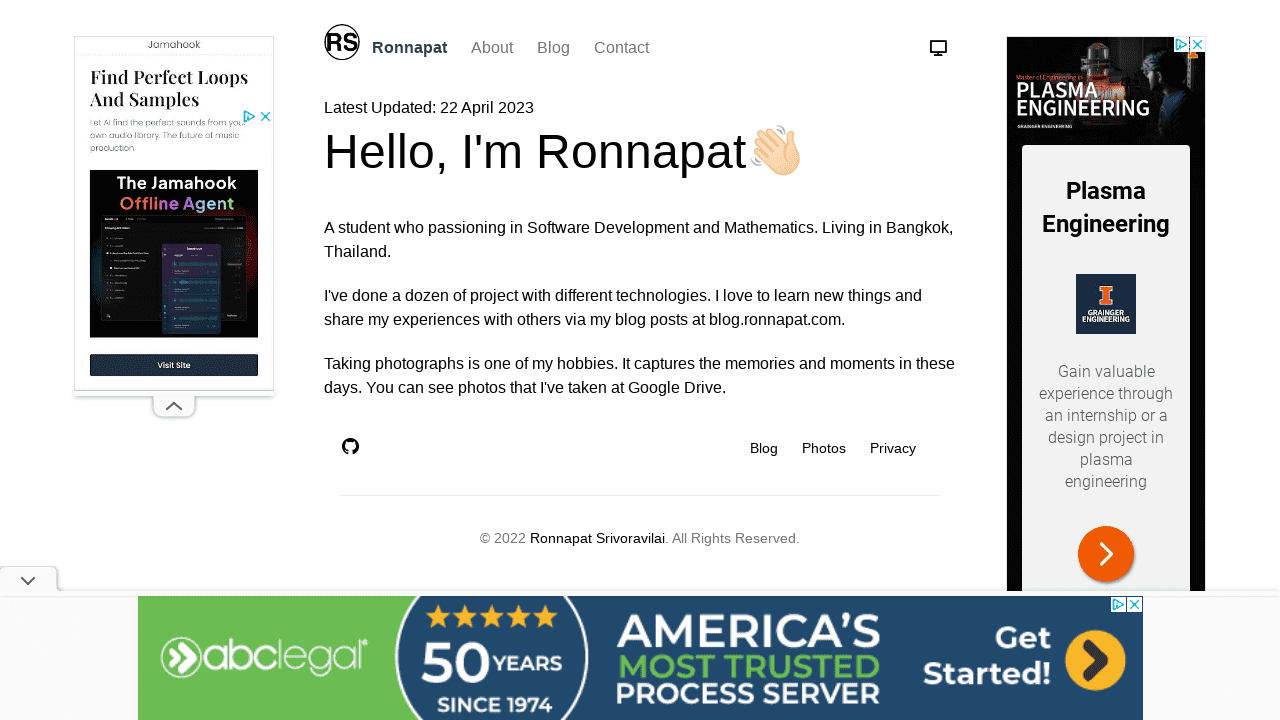 RS
Ronnapat About Blog Contact
Latest Updated: 22 April 2023
Hello, I'm Ronnapat👋🏻
A student who passioning in Software Development and Mathematics. Living in Bangkok,
Thailand.
I've done a dozen of project with different technologies. I love to learn new things and
share my experiences with others via my blog posts at blog.ronnapat.com.
Taking photographs is one of my hobbies. It captures the memories and moments in these
days. You can see photos that I've taken at Google Drive.
Blog Photos Privacy
© 2022 Ronnapat Srivoravilai. All Rights Reserved.
Jamahook
Find Perfect Loops
And Samples
Let AI find the perfect sounds from your
own audio library. The future of music
production
The Jamahook
Offline Agent
Visit Site
Master of Engineering in
PLASMA
ENGINEERING
GRAINGER ENGINEERING
Plasma
Engineering
I
GRAINGER
ENGINEERING
Gain valuable
experience through
an internship or a
design project in
plasma
engineering
abclegal
50 YEARS
SINCE 1974
AMERICA'S
MOST TRUSTED
PROCESS SERVER
Get
Started!